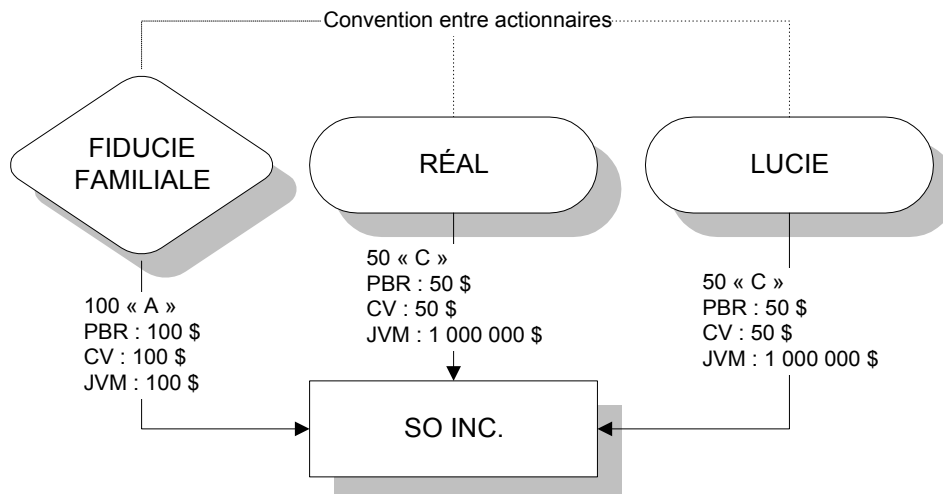 Convention entre actionnaires
FIDUCIE
FAMILIALE
RÉAL
LUCIE
100 « A »
PBR : 100 $
CV : 100 $
JVM : 100 $
50 « C »
PBR : 50 $
CV : 50 $
JVM : 1 000 000 $
50 « C »
PBR : 50 $
CV : 50 $
JVM : 1 000 000 $
SO INC.